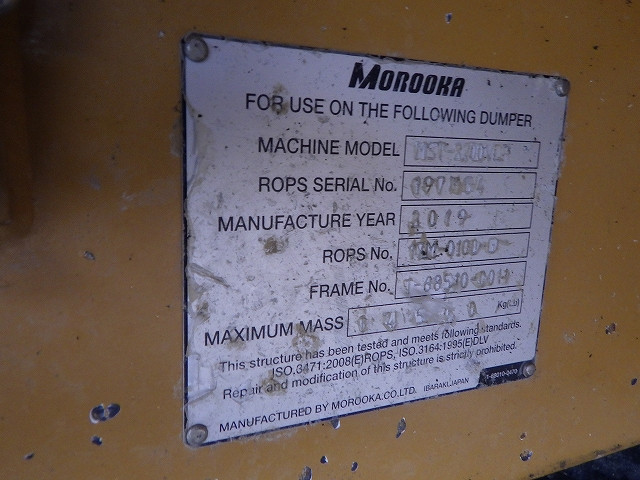 MOROOKA
FOR USE ON THE FOLLOWING DUMPER
MACHINE MODEL
ROPS SERIAL No.
MANUFACTURE YEAR 2019
ROPS No.
FRAME No.
MAXIMUM MASS Kg(Lb)
This structure has been tested and meets following standards.
ISO.3471:2008(E)ROPS, ISO.3164:1995(E)DLV
Repair and modification of this structure is strictly prohibited.
MANUFACTURED BY MOROOKA.CO.LTD. IBARAKI,JAPAN